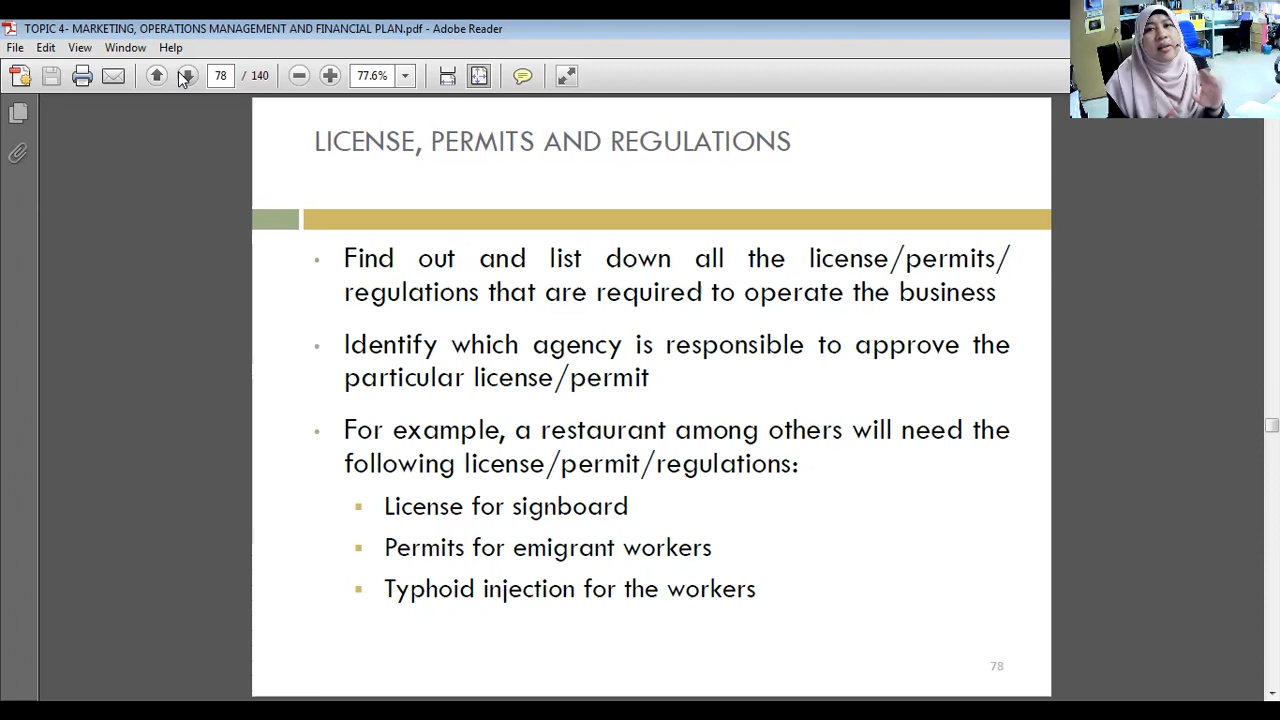 TOPIC 4- MARKETING, OPERATIONS MANAGEMENT AND FINANCIAL PLAN.pdf - Adobe Reader
File Edit View Window Help
78 / 140 77.6%
LICENSE, PERMITS AND REGULATIONS
Find out and list down all the license/permits/
regulations that are required to operate the business
Identify which agency is responsible to approve the
particular license/permit
For example, a restaurant among others will need the
following license/permit/regulations:
License for signboard
Permits for emigrant workers
Typhoid injection for the workers
78